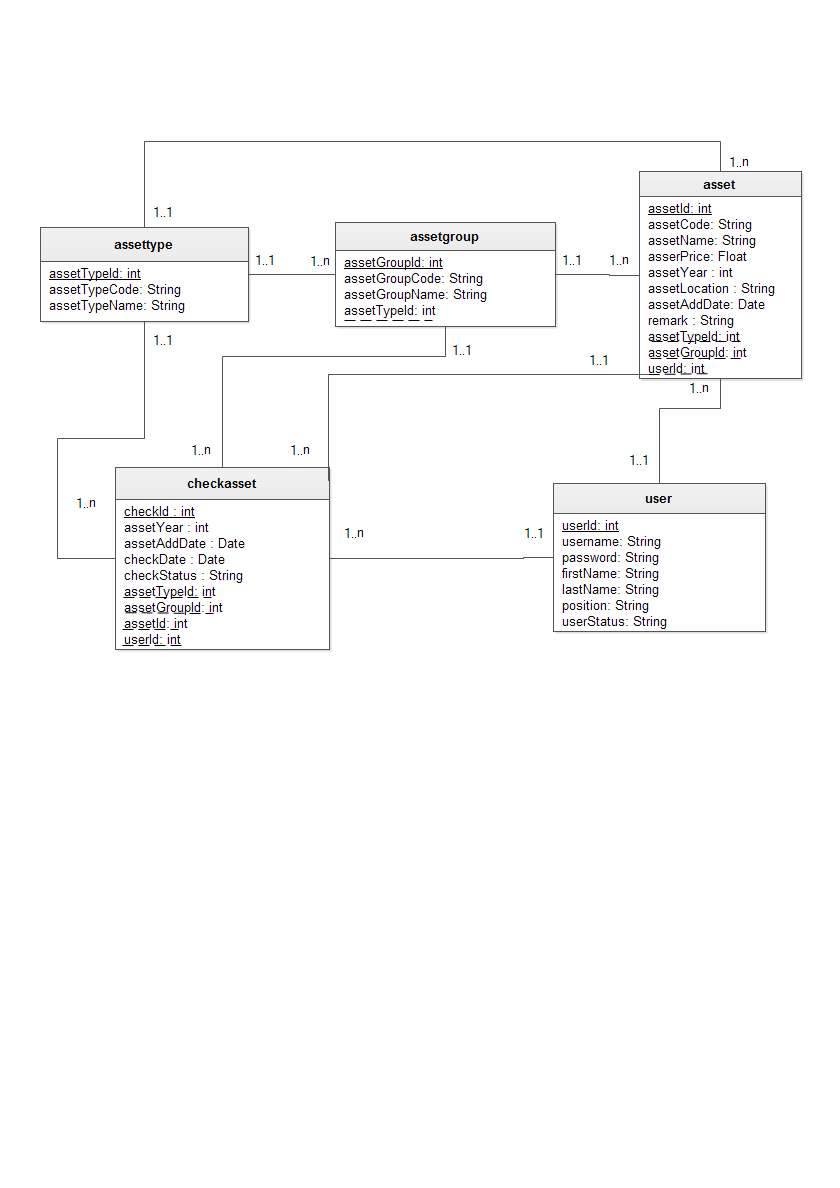 1..n
asset
assetId: int
assetCode: String
assetName: String
asserPrice: Float
assetYear : int
assetLocation : String
assetAddDate: Date
remark : String
assetTypeId: int
assetGroupId: int
userId: int
1..1
assettype
assetTypeId: int
assetTypeCode: String
assetTypeName: String
1..1
1..n
assetgroup
assetGroupId: int
assetGroupCode: String
assetGroupName: String
assetTypeId: int
1..1
1..n
1..1
1..1
1..1
1..n
1..n
1..n
1..1
1..n
checkasset
checkId : int
assetYear : int
assetAddDate : Date
checkDate : Date
checkStatus : String
assetTypeId: int
assetGroupId: int
assetId: int
userId: int
1..n
1..1
user
userId: int
username: String
password: String
firstName: String
lastName: String
position: String
userStatus: String